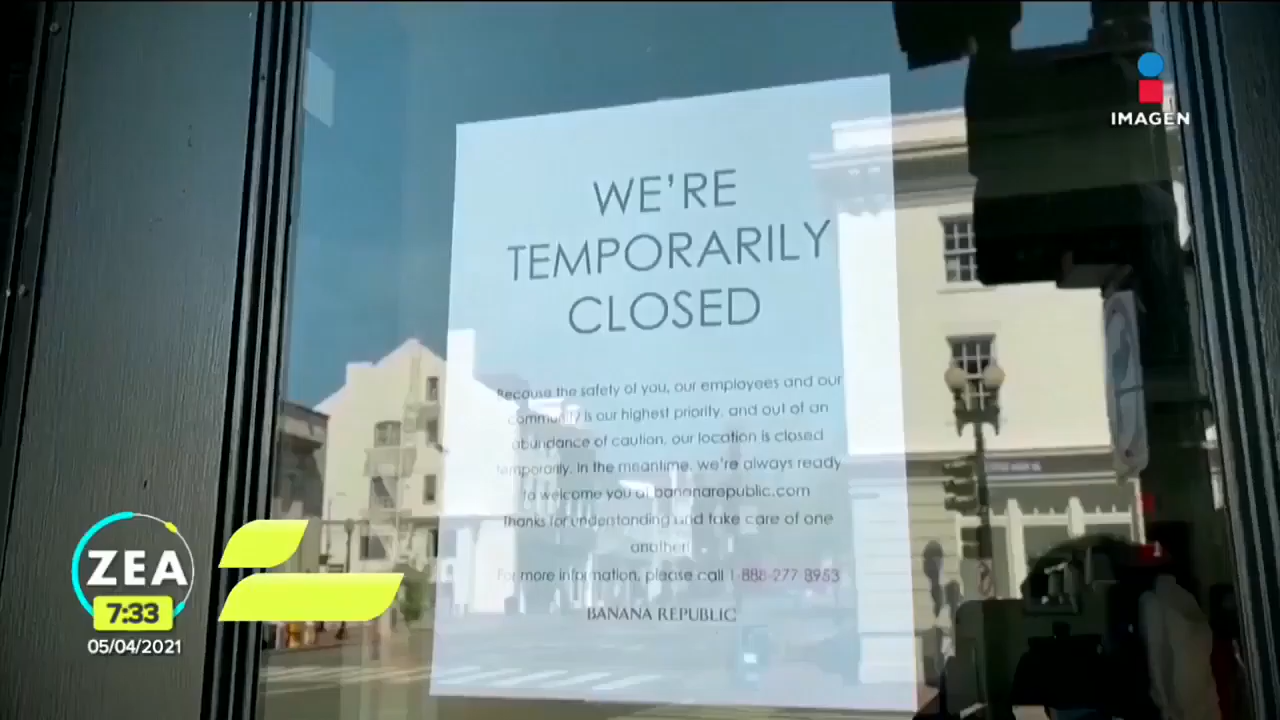 IMAGEN
WE'RE
TEMPORARILY
CLOSED
Because the safety of you, our employees and our
community is our highest priority, and out of an
abundance of caution, our location is closed
temporarily. In the meantime, we're always ready
to welcome you at bananarepublic.com
Thanks for understanding and take care of one
another!
For more information, please call 1-888-277-8953
BANANA REPUBLIC
ZEA
7:33
05/04/2021